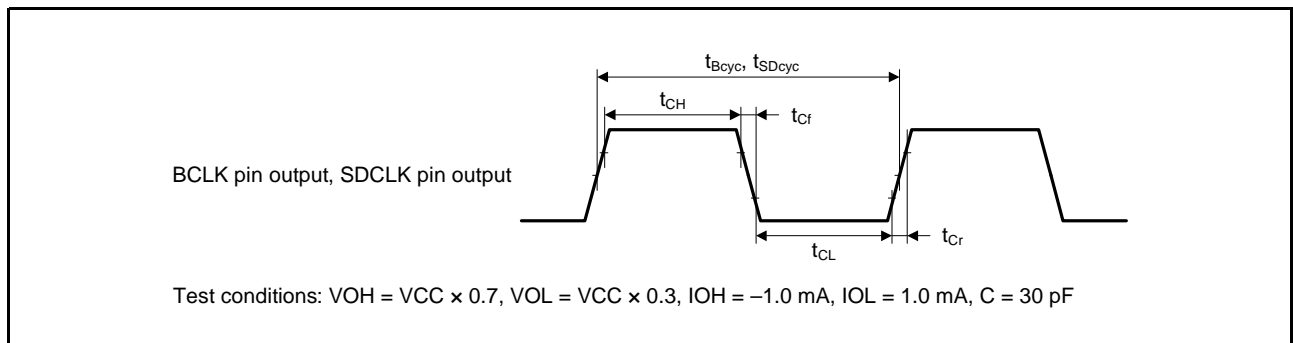 tBcyc, tSDcyc
tCH
tCf
BCLK pin output, SDCLK pin output
tCr
tCL
Test conditions: VOH = VCC × 0.7, VOL = VCC × 0.3, IOH = –1.0 mA, IOL = 1.0 mA, C = 30 pF